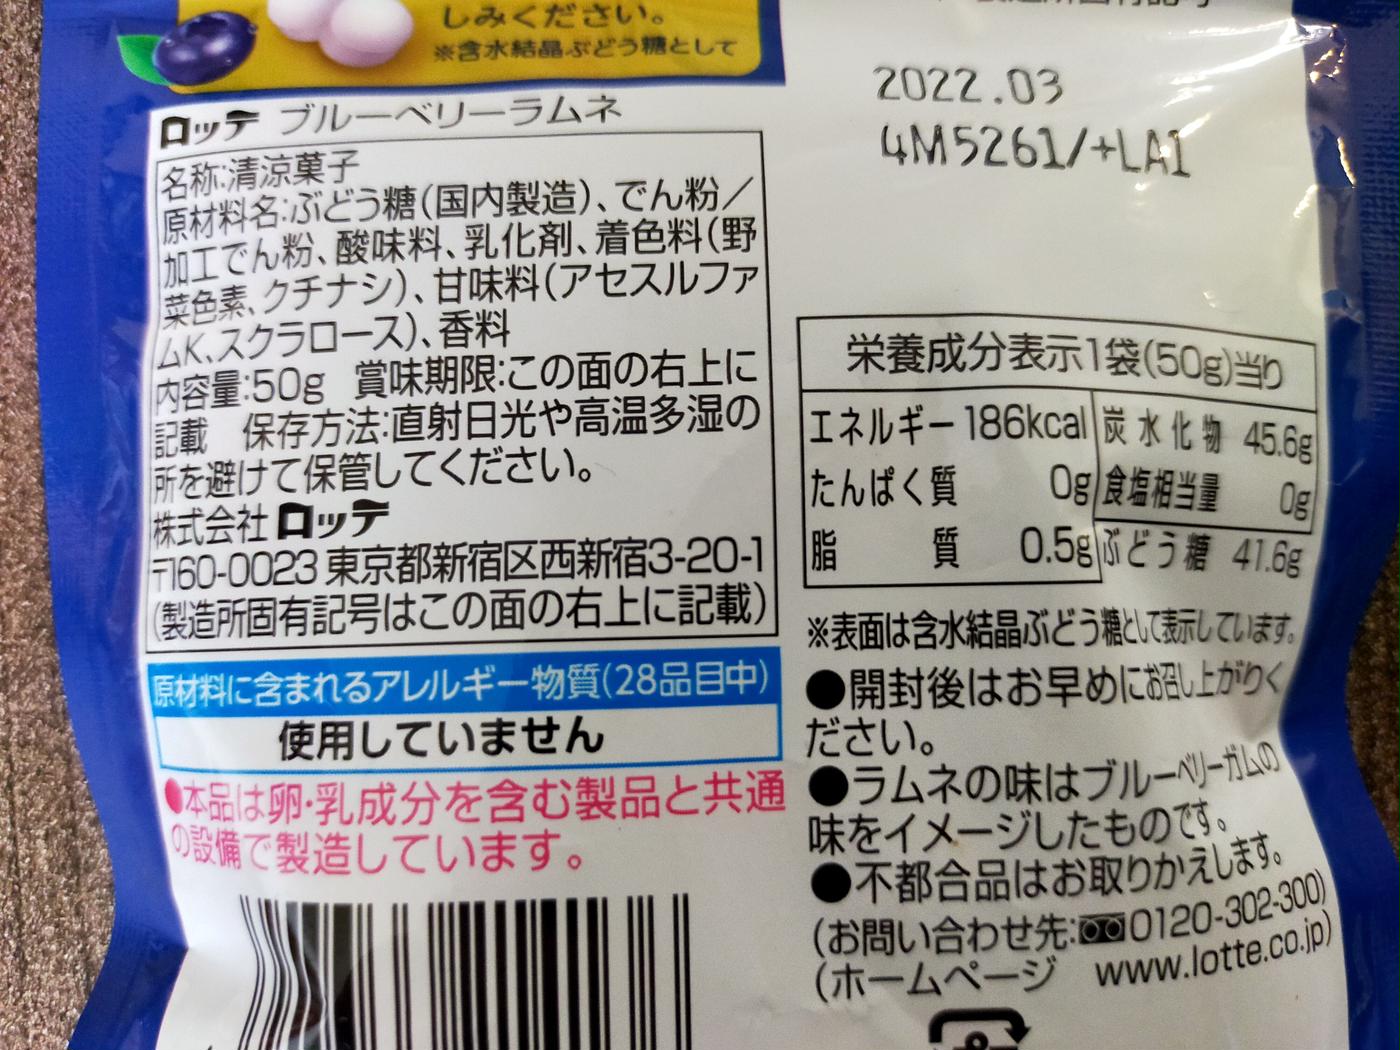 しみください。
※含水結晶ぶどう糖として
ロッテ ブルーベリーラムネ
名称:清涼菓子
原材料名:ぶどう糖(国内製造)、でん粉/
加工でん粉、酸味料、乳化剤、着色料(野
菜色素、クチナシ)、甘味料(アセスルファ
ムK、スクラロース)、香料
内容量:50g 賞味期限:この面の右上に
記載 保存方法:直射日光や高温多湿の
所を避けて保管してください。
株式会社 ロッテ
〒160-0023 東京都新宿区西新宿3-20-1
(製造所固有記号はこの面の右上に記載)
原材料に含まれるアレルギー物質(28品目中)
使用していません
●本品は卵・乳成分を含む製品と共通
の設備で製造しています。
2022.03
4M5261/+LA1
栄養成分表示1袋(50g)当り
エネルギー 186kcal 炭水化物 45.6g
たんぱく質 0g 食塩相当量 0g
脂質 0.5g ぶどう糖 41.6g
※表面は含水結晶ぶどう糖として表示しています。
●開封後はお早めにお召し上がりく
ださい。
●ラムネの味はブルーベリーガムの
味をイメージしたものです。
●不都合品はお取りかえします。
(お問い合わせ先:0120-302-300)
(ホームページ www.lotte.co.jp)